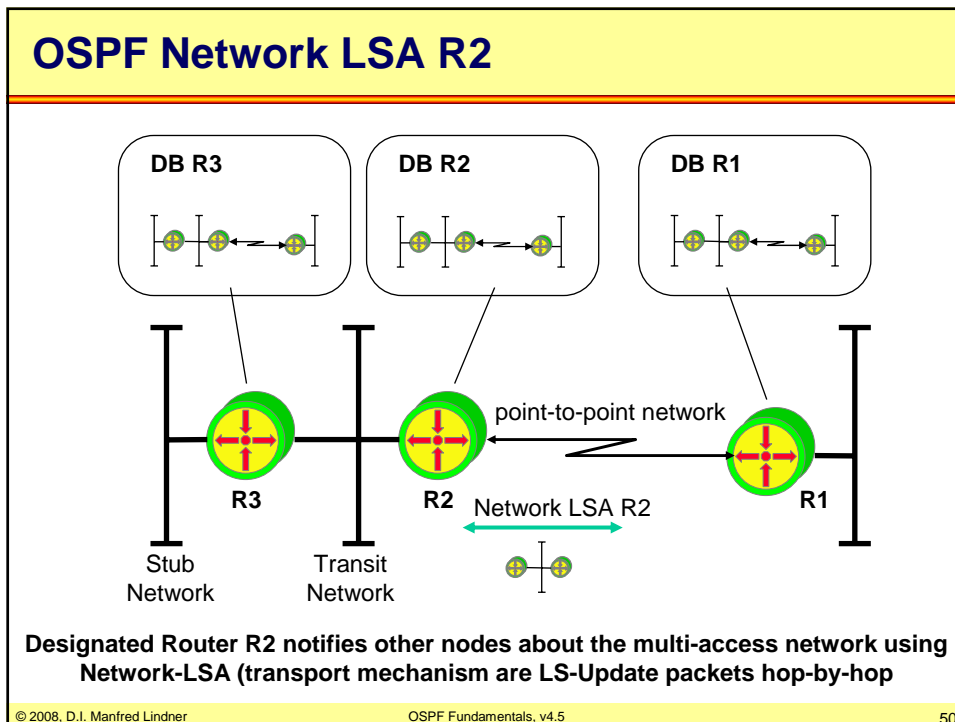 OSPF Network LSA R2
DB R3
DB R2
DB R1
point-to-point network
R3
R2
R1
Network LSA R2
Stub
Network
Transit
Network
Designated Router R2 notifies other nodes about the multi-access network using
Network-LSA (transport mechanism are LS-Update packets hop-by-hop
© 2008, D.I. Manfred Lindner
OSPF Fundamentals, v4.5
50